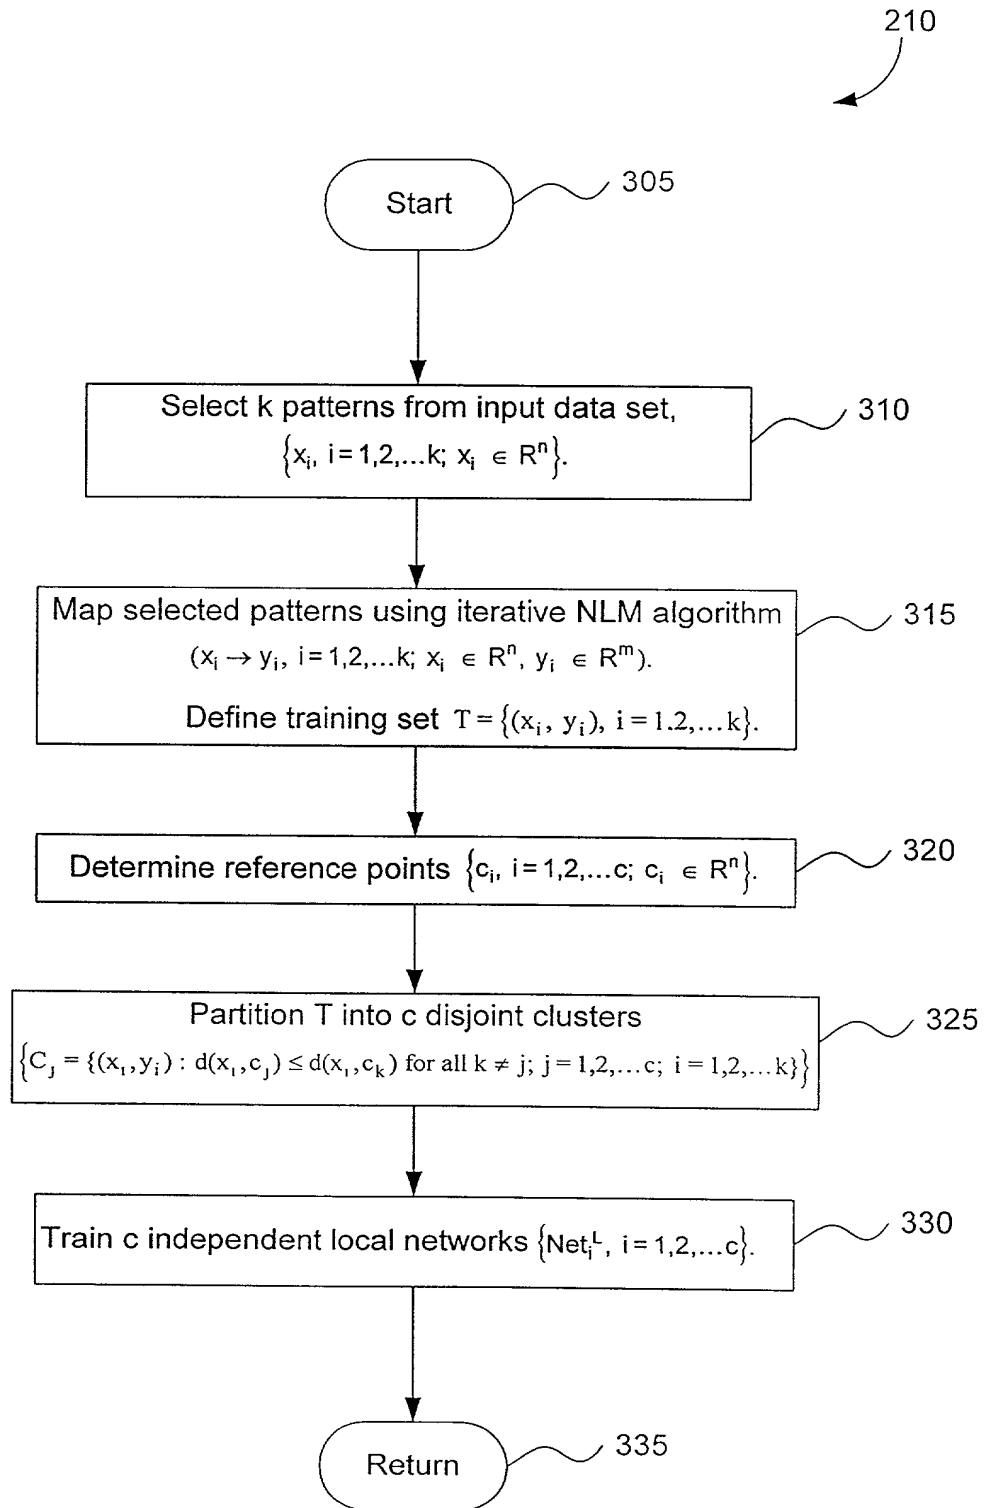 210
Start
305
Select k patterns from input data set,
{xᵢ, i = 1,2,...k; xᵢ ∈ Rⁿ}.
310
Map selected patterns using iterative NLM algorithm
(xᵢ → yᵢ, i = 1,2,...k; xᵢ ∈ Rⁿ, yᵢ ∈ Rᵐ).
Define training set T = {(xᵢ, yᵢ), i = 1.2,...k}.
315
Determine reference points {cᵢ, i = 1,2,...c; cᵢ ∈ Rⁿ}.
320
Partition T into c disjoint clusters
{Cⱼ = {(xᵢ,yᵢ) : d(xᵢ,cⱼ) ≤ d(xᵢ,cₖ) for all k ≠ j; j = 1,2,...c; i = 1,2,...k}}
325
Train c independent local networks {Netᵢᴸ, i = 1,2,...c}.
330
Return
335